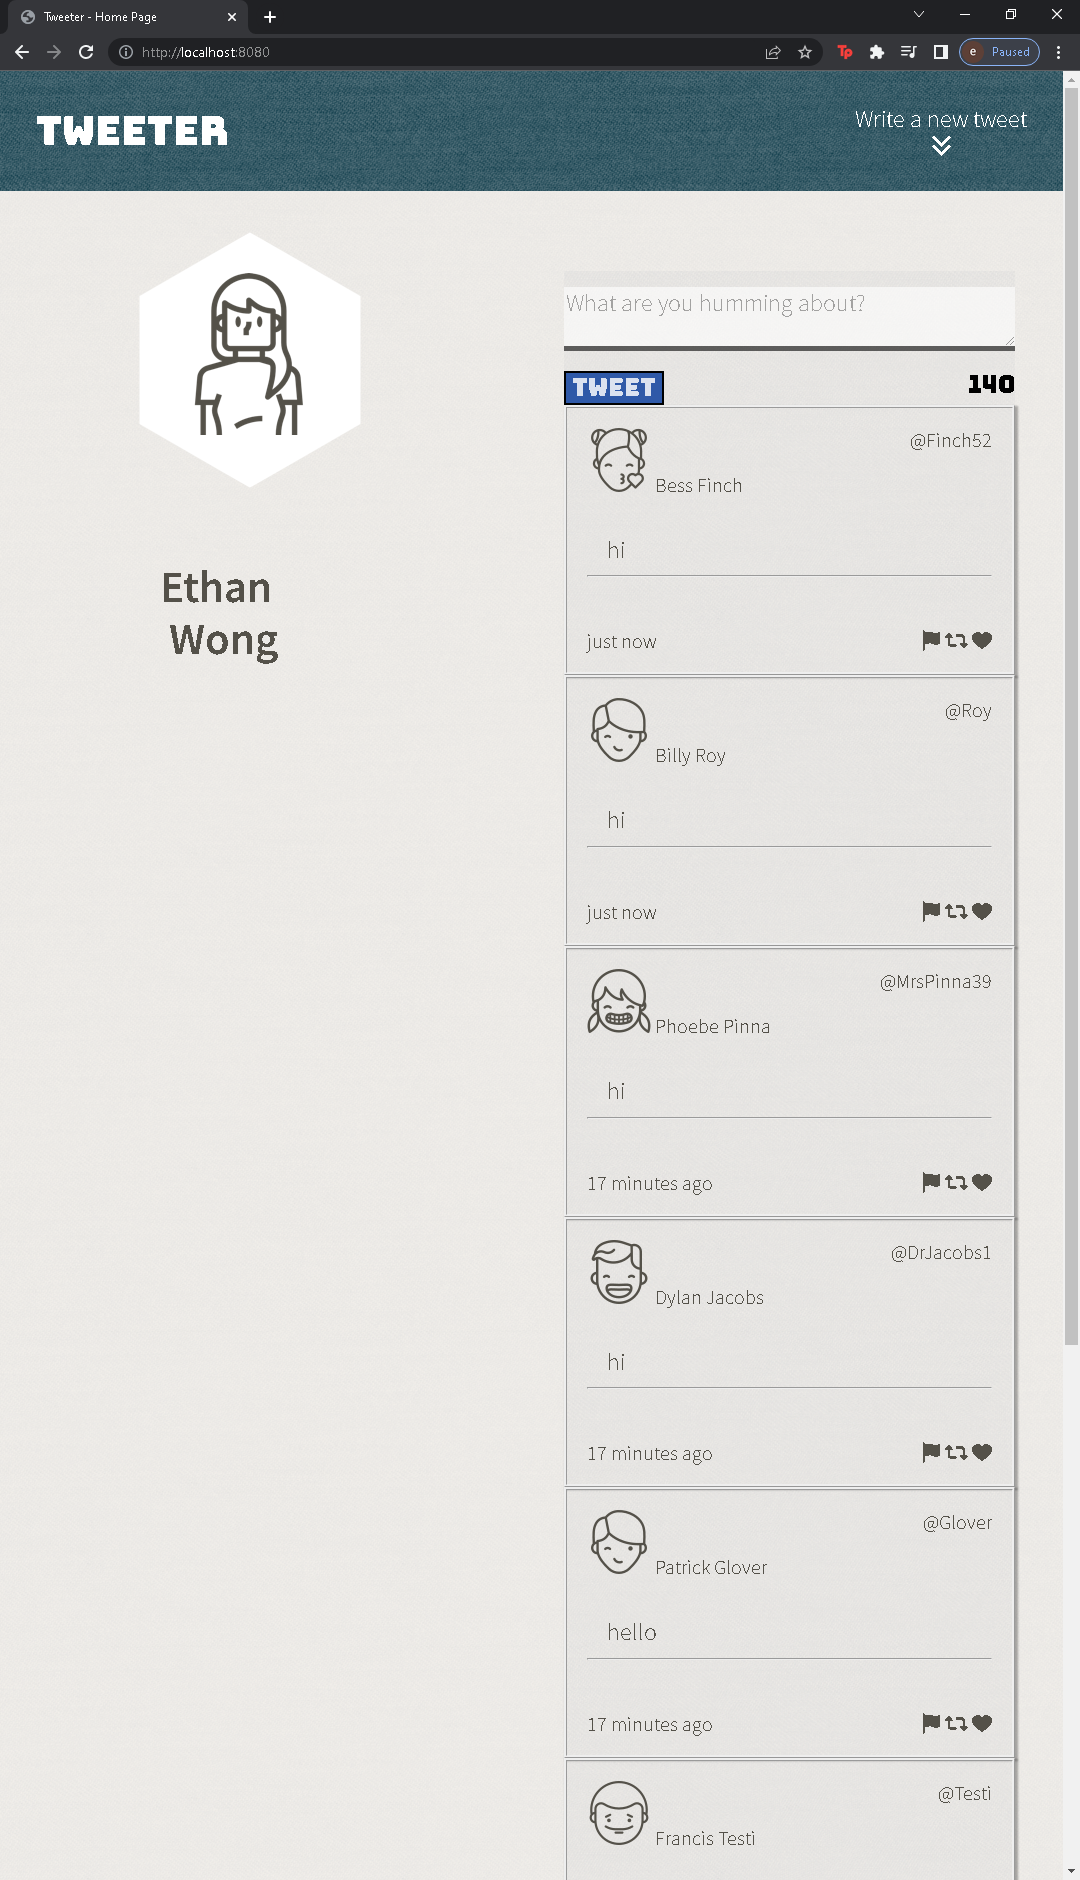 Tweeter - Home Page
http://localhost:8080
Tp
e Paused
TWEETER
Write a new tweet
Ethan
Wong
What are you humming about?
TWEET 140
@Finch52
Bess Finch
hi
just now
@Roy
Billy Roy
hi
just now
@MrsPinna39
Phoebe Pinna
hi
17 minutes ago
@DrJacobs1
Dylan Jacobs
hi
17 minutes ago
@Glover
Patrick Glover
hello
17 minutes ago
@Testi
Francis Testi